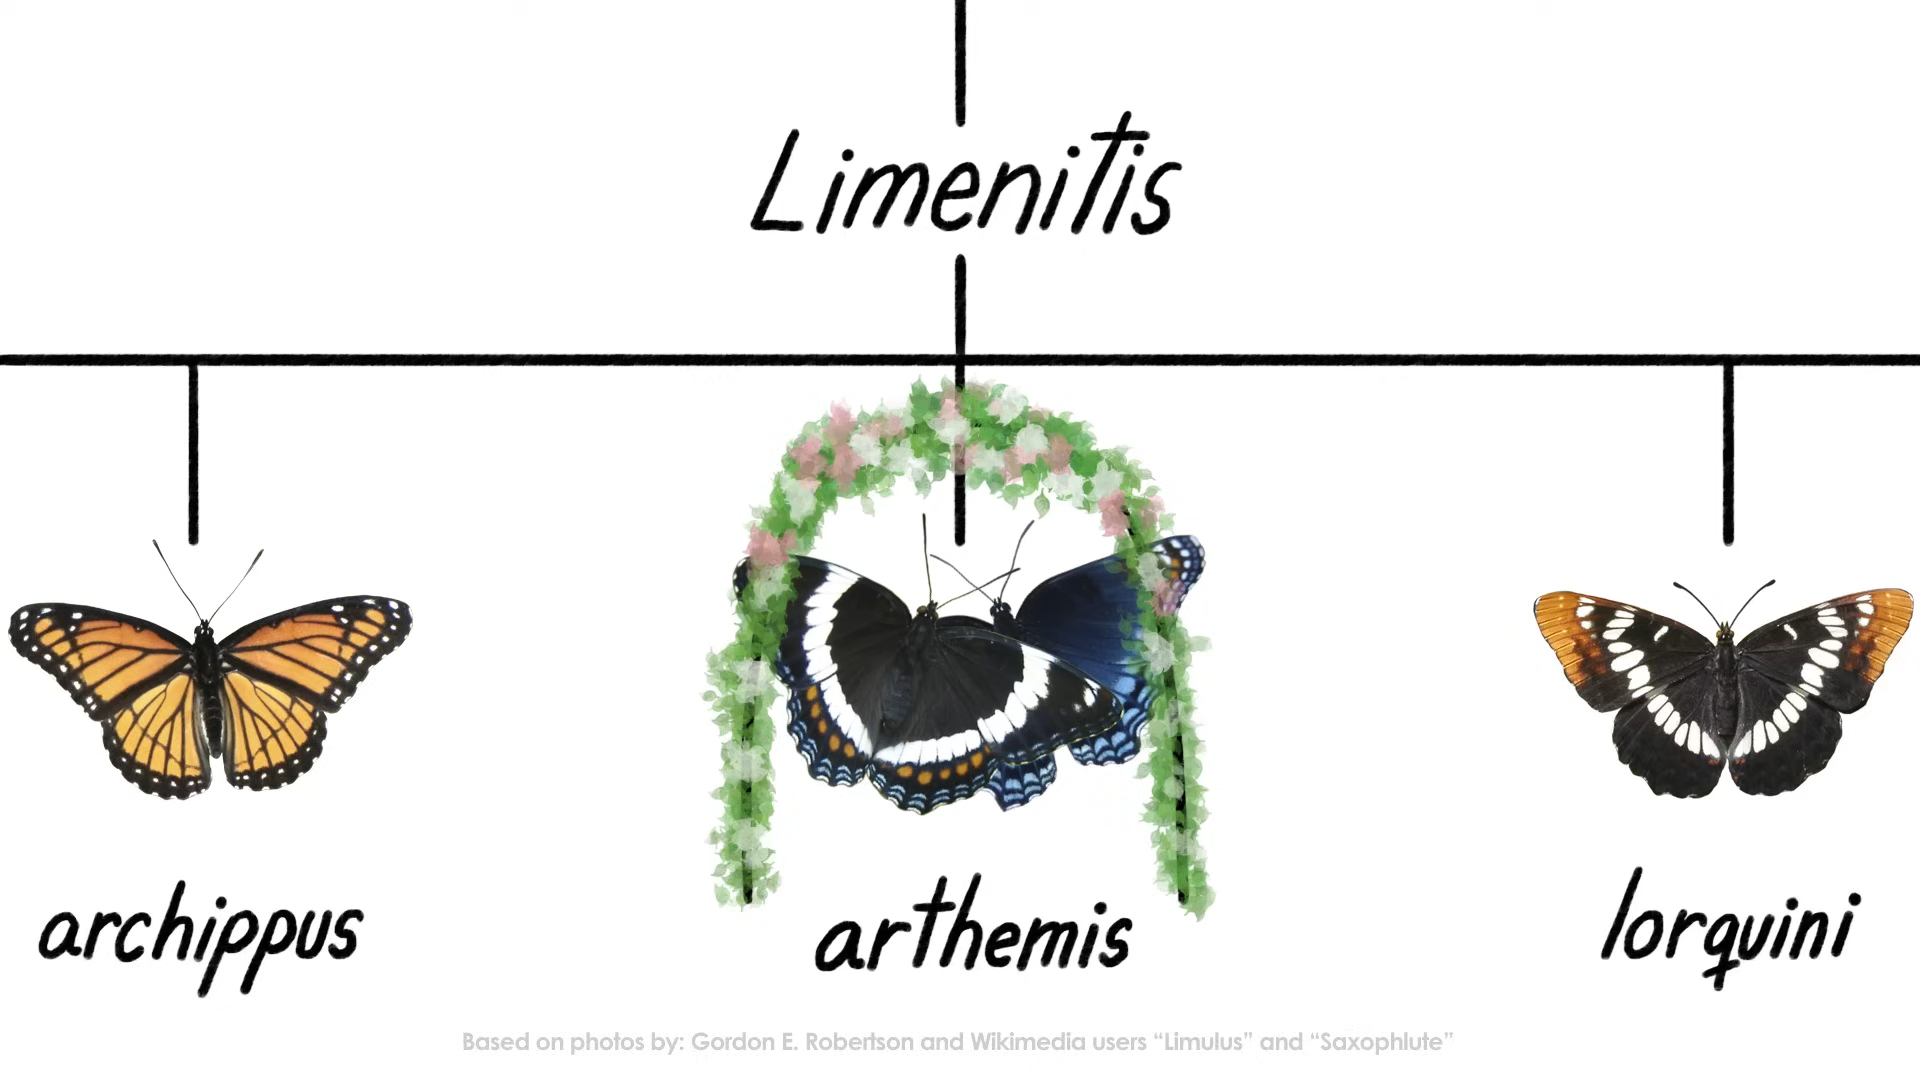 Limenitis
archippus
arthemis
lorquini
Based on photos by: Gordon E. Robertson and Wikimedia users “Limulus” and “Saxophlute”